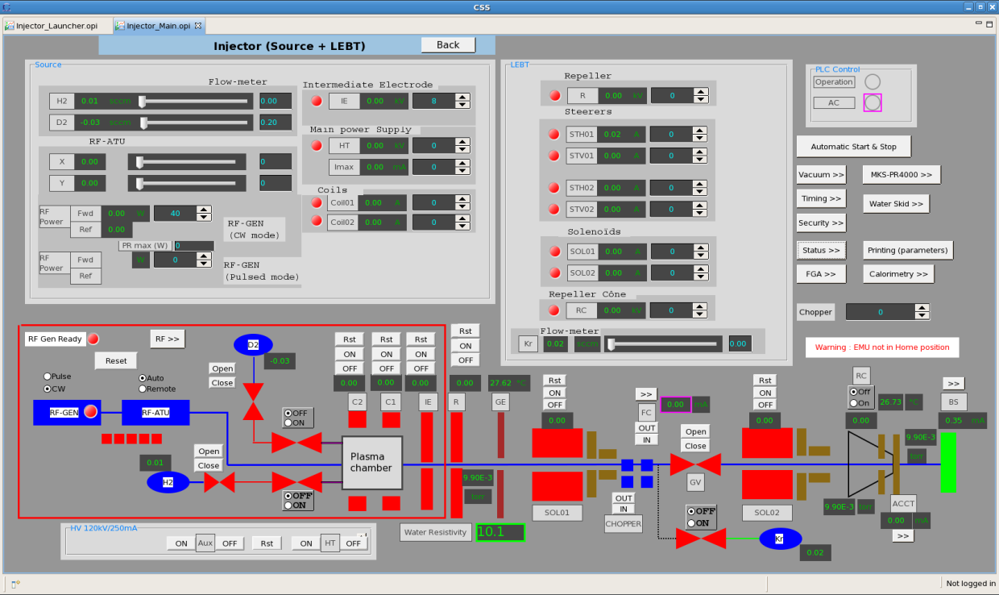 CSS
Injector_Launcher.opi
Injector_Main.opi
Injector (Source + LEBT)
Back
Source
Flow-meter
H2 0.01 sccm 0.00
D2 -0.03 sccm 0.20
RF-ATU
X 0.00 0
Y 0.00 0
RF Power
Fwd 0.00 W 40
Ref 0.00
RF-GEN
(CW mode)
PR max (W) 0
RF Power
Fwd W 0
Ref
RF-GEN
(Pulsed mode)
Intermediate Electrode
IE 0.00 kV 8
Main power Supply
HT 0.00 kV 0
Imax 0.00 mA 0
Coils
Coil01 0.00 A 0
Coil02 0.00 A 0
LEBT
Repeller
R 0.00 kV 0
Steerers
STH01 0.02 A 0
STV01 0.00 A 0
STH02 0.00 A 0
STV02 0.00 A 0
Solenoïds
SOL01 0.00 A 0
SOL02 0.00 A 0
Repeller Cône
RC 0.00 kV 0
Flow-meter
Kr 0.02 sccm 0.00
PLC Control
Operation
AC
Automatic Start & Stop
Vacuum >>
MKS-PR4000 >>
Timing >>
Water Skid >>
Security >>
Status >>
Printing (parameters)
FGA >>
Calorimetry >>
Chopper 0
Warning : EMU not in Home position
RF Gen Ready
RF >>
Reset
Pulse
CW
Auto
Remote
RF-GEN
RF-ATU
D2
-0.03
Open
Close
OFF
ON
Open
Close
0.01
H2
OFF
ON
Rst
ON
OFF
0.00
C2
Rst
ON
OFF
0.00
C1
Rst
ON
OFF
0.00
IE
Plasma
chamber
Rst
ON
OFF
0.00
R
27.62 °C
GE
9.90E-3
torr
Rst
ON
OFF
0.00
SOL01
>>
FC
0.00 mA
OUT
IN
OUT
IN
CHOPPER
Open
Close
GV
OFF
ON
Kr
0.02
Rst
ON
OFF
0.00
SOL02
RC
Off
On
26.73 °C
0.00
9.90E-3
torr
9.90E-3 torr
ACCT
0.00 mA
>>
>>
BS
0.35 mA
HV 120kV/250mA
ON Aux OFF Rst ON HT OFF
Water Resistivity 10.1
Not logged in